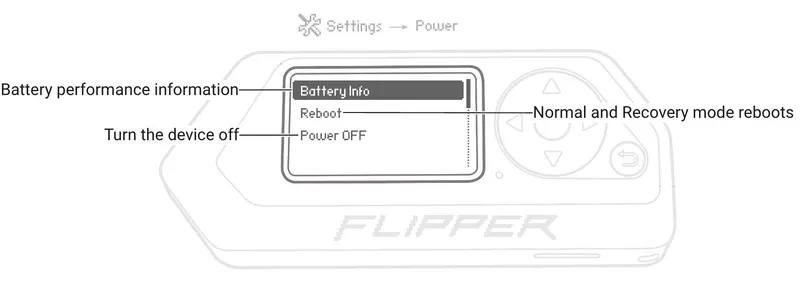 Settings → Power
Battery performance information
Battery Info
Reboot
Normal and Recovery mode reboots
Turn the device off
Power OFF
FLIPPER